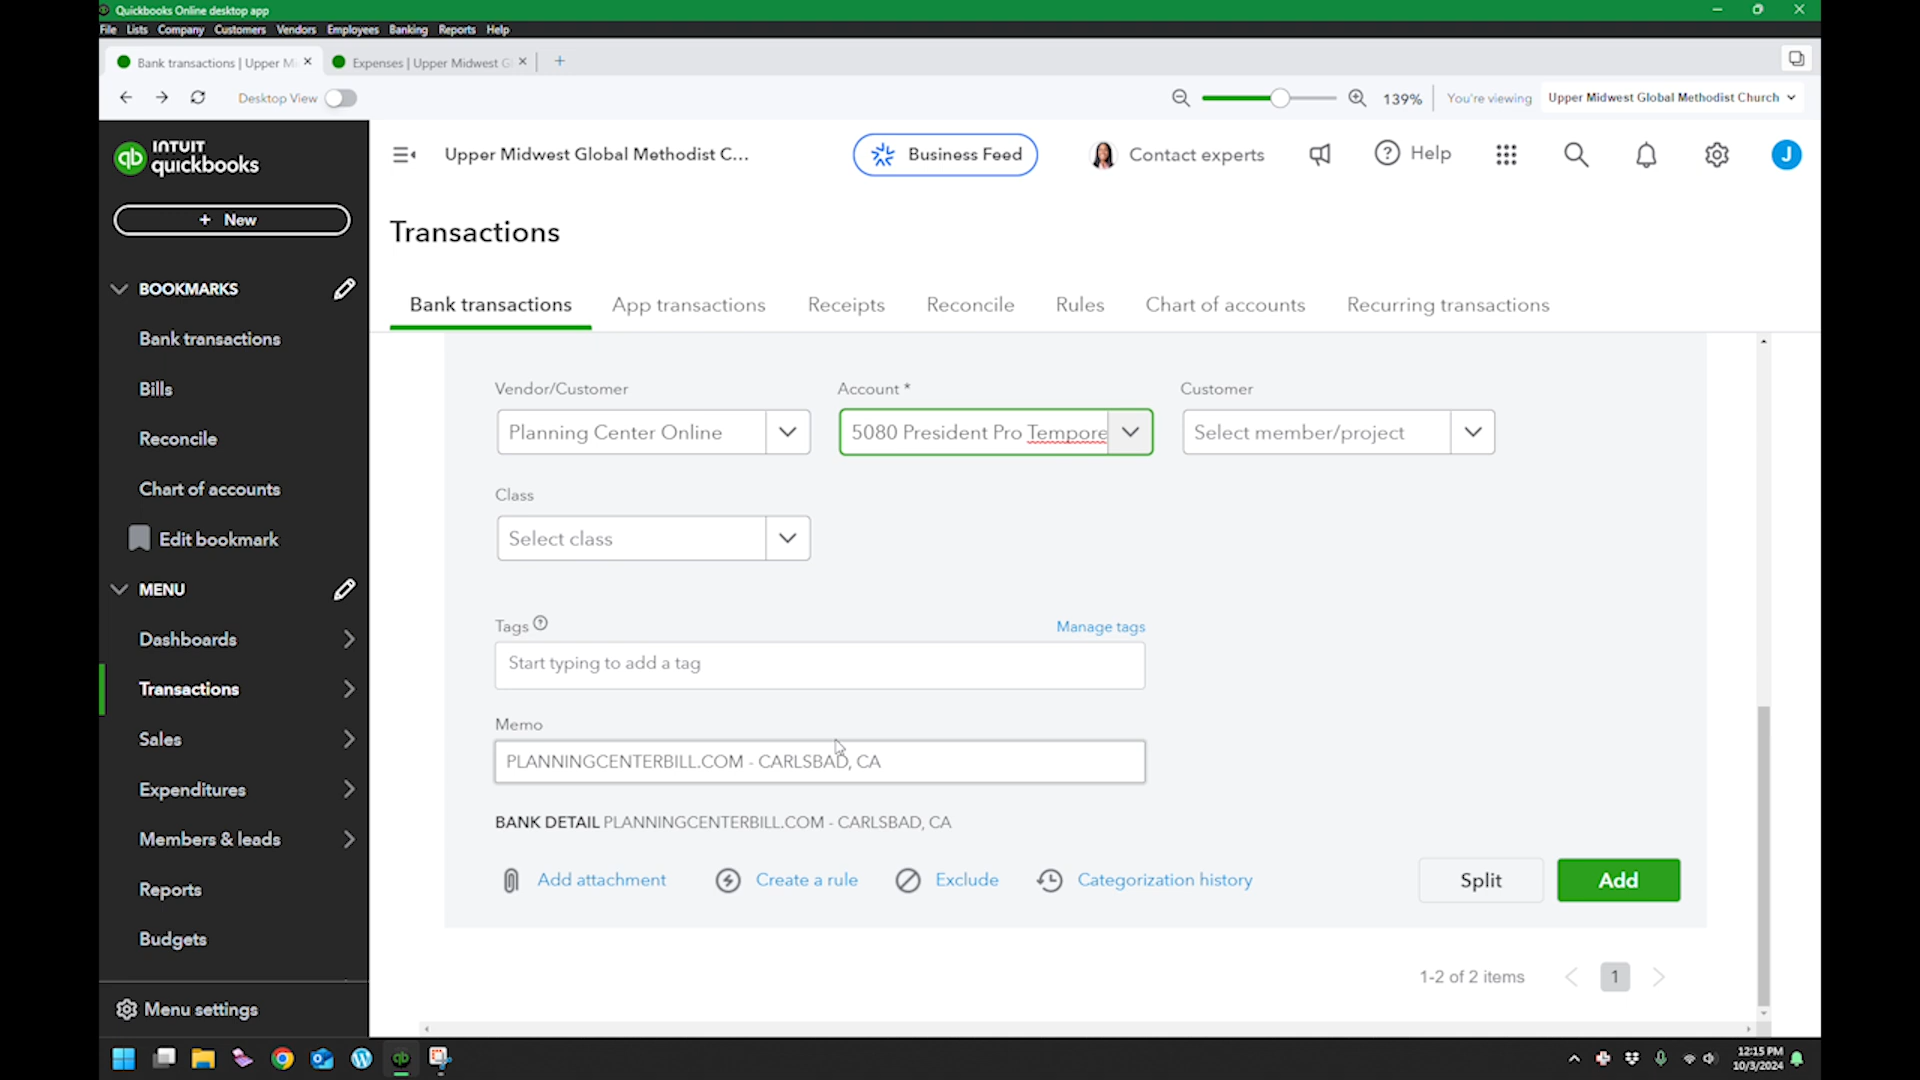 Quickbooks Online desktop app
File Lists Company Customers Vendors Employees Banking Reports Help
Bank transactions | Upper M
Expenses | Upper Midwest G
Desktop View
139%
You're viewing
Upper Midwest Global Methodist Church
INTUIT
quickbooks
qb
Upper Midwest Global Methodist C...
Business Feed
Contact experts
Help
J
+ New
BOOKMARKS
Bank transactions
Bills
Reconcile
Chart of accounts
Edit bookmark
MENU
Dashboards
Transactions
Sales
Expenditures
Members & leads
Reports
Budgets
Menu settings
Transactions
Bank transactions
App transactions
Receipts
Reconcile
Rules
Chart of accounts
Recurring transactions
Vendor/Customer
Account *
Customer
Planning Center Online
5080 President Pro Tempore
Select member/project
Class
Select class
Tags
Manage tags
Start typing to add a tag
Memo
PLANNINGCENTERBILL.COM - CARLSBAD, CA
BANK DETAIL PLANNINGCENTERBILL.COM - CARLSBAD, CA
Add attachment
Create a rule
Exclude
Categorization history
Split
Add
1-2 of 2 items
1
12:15 PM
10/3/2024